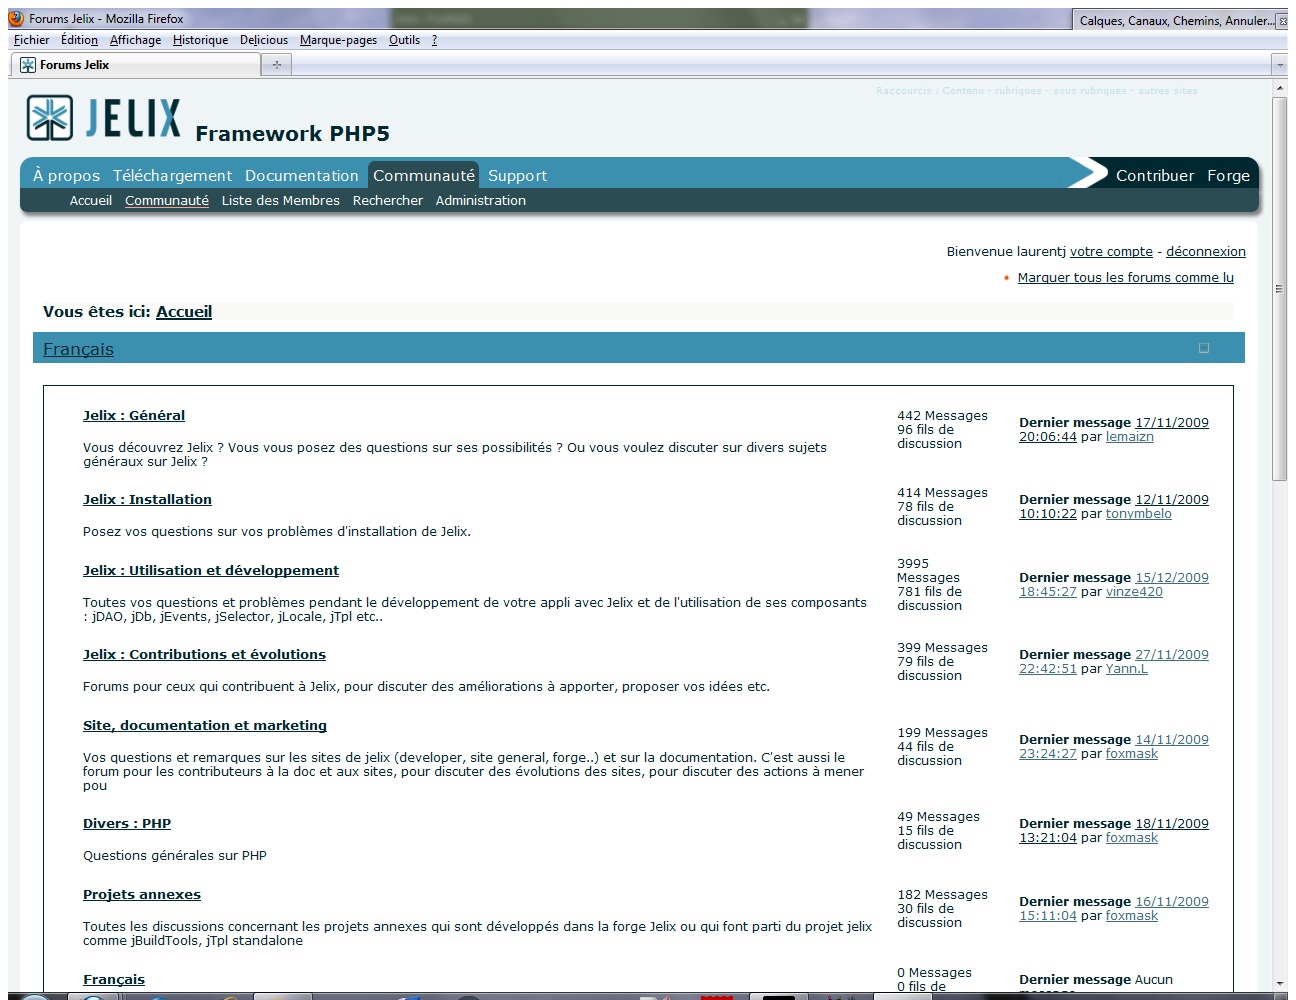 Forums Jelix - Mozilla Firefox
Calques, Canaux, Chemins, Annuler...
Fichier Édition Affichage Historique Delicious Marque-pages Outils ?
Forums Jelix
Raccourcis : Contenu - rubriques - sous rubriques - autres sites
JELIX Framework PHP5
À propos Téléchargement Documentation Communauté Support Contribuer Forge
Accueil Communauté Liste des Membres Rechercher Administration
Bienvenue laurentj votre compte - déconnexion
Marquer tous les forums comme lu
Vous êtes ici: Accueil
Français
Jelix : Général
Vous découvrez Jelix ? Vous vous posez des questions sur ses possibilités ? Ou vous voulez discuter sur divers sujets
généraux sur Jelix ?
442 Messages
96 fils de
discussion
Dernier message 17/11/2009
20:06:44 par lemaizn
Jelix : Installation
Posez vos questions sur vos problèmes d'installation de Jelix.
414 Messages
78 fils de
discussion
Dernier message 12/11/2009
10:10:22 par tonymbelo
Jelix : Utilisation et développement
Toutes vos questions et problèmes pendant le développement de votre appli avec Jelix et de l'utilisation de ses composants
: jDAO, jDb, jEvents, jSelector, jLocale, jTpl etc..
3995
Messages
781 fils de
discussion
Dernier message 15/12/2009
18:45:27 par vinze420
Jelix : Contributions et évolutions
Forums pour ceux qui contribuent à Jelix, pour discuter des améliorations à apporter, proposer vos idées etc.
399 Messages
79 fils de
discussion
Dernier message 27/11/2009
22:42:51 par Yann.L
Site, documentation et marketing
Vos questions et remarques sur les sites de jelix (developer, site general, forge..) et sur la documentation. C'est aussi le
forum pour les contributeurs à la doc et aux sites, pour discuter des évolutions des sites, pour discuter des actions à mener
pou
199 Messages
44 fils de
discussion
Dernier message 14/11/2009
23:24:27 par foxmask
Divers : PHP
Questions générales sur PHP
49 Messages
15 fils de
discussion
Dernier message 18/11/2009
13:21:04 par foxmask
Projets annexes
Toutes les discussions concernant les projets annexes qui sont développés dans la forge Jelix ou qui font parti du projet jelix
comme jBuildTools, jTpl standalone
182 Messages
30 fils de
discussion
Dernier message 16/11/2009
15:11:04 par foxmask
Français
0 Messages
0 fils de
Dernier message Aucun